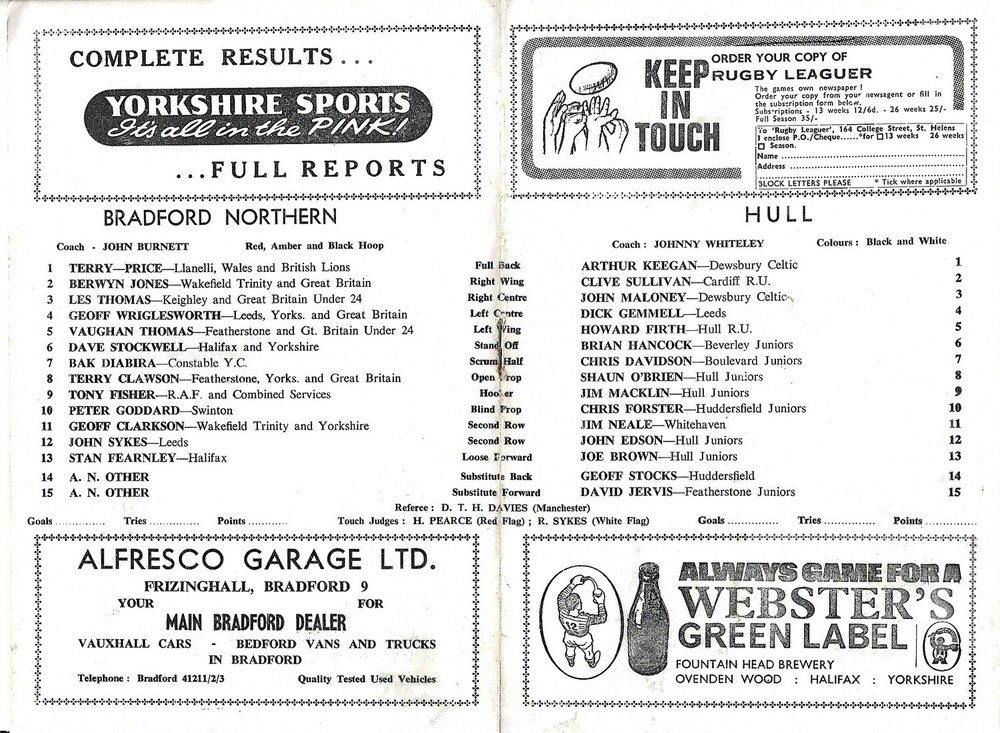 COMPLETE RESULTS...
YORKSHIRE SPORTS
It's all in the PINK!
...FULL REPORTS
KEEP
IN
TOUCH
ORDER YOUR COPY OF
RUGBY LEAGUER
The games own newspaper !
Order your copy from your newsagent or fill in
the subscription form below.
Subscriptions - 13 weeks 12/6d. - 26 weeks 25/-
Full Season 35/-
To 'Rugby Leaguer', 164 College Street, St. Helens
I enclose P.O./Cheque......*for □ 13 weeks 26 weeks
□ Season.
Name
Address
BLOCK LETTERS PLEASE * Tick where applicable
BRADFORD NORTHERN HULL
Coach - JOHN BURNETT Red, Amber and Black Hoop Coach : JOHNNY WHITELEY Colours : Black and White
1 TERRY—PRICE—Llanelli, Wales and British Lions Full Back ARTHUR KEEGAN—Dewsbury Celtic 1
2 BERWYN JONES—Wakefield Trinity and Great Britain Right Wing CLIVE SULLIVAN—Cardiff R.U. 2
3 LES THOMAS—Keighley and Great Britain Under 24 Right Centre JOHN MALONEY—Dewsbury Celtic 3
4 GEOFF WRIGLESWORTH—Leeds, Yorks. and Great Britain Left Centre DICK GEMMELL—Leeds 4
5 VAUGHAN THOMAS—Featherstone and Gt. Britain Under 24 Left Wing HOWARD FIRTH—Hull R.U. 5
6 DAVE STOCKWELL—Halifax and Yorkshire Stand Off BRIAN HANCOCK—Beverley Juniors 6
7 BAK DIABIRA—Constable Y.C. Scrum Half CHRIS DAVIDSON—Boulevard Juniors 7
8 TERRY CLAWSON—Featherstone, Yorks. and Great Britain Open Prop SHAUN O'BRIEN—Hull Juniors 8
9 TONY FISHER—R.A.F. and Combined Services Hooker JIM MACKLIN—Hull Juniors 9
10 PETER GODDARD—Swinton Blind Prop CHRIS FORSTER—Huddersfield Juniors 10
11 GEOFF CLARKSON—Wakefield Trinity and Yorkshire Second Row JIM NEALE—Whitehaven 11
12 JOHN SYKES—Leeds Second Row JOHN EDSON—Hull Juniors 12
13 STAN FEARNLEY—Halifax Loose Forward JOE BROWN—Hull Juniors 13
14 A. N. OTHER Substitute Back GEOFF STOCKS—Huddersfield 14
15 A. N. OTHER Substitute Forward DAVID JERVIS—Featherstone Juniors 15
Referee : D. T. H. DAVIES (Manchester)
Goals .............. Tries .............. Points ........... Touch Judges : H. PEARCE (Red Flag) ; R. SYKES (White Flag) Goals .............. Tries .............. Points ..............
ALFRESCO GARAGE LTD.
FRIZINGHALL, BRADFORD 9
YOUR FOR
MAIN BRADFORD DEALER
VAUXHALL CARS - BEDFORD VANS AND TRUCKS
IN BRADFORD
Telephone : Bradford 41211/2/3 Quality Tested Used Vehicles
12
ALWAYS GAME FOR A
WEBSTER'S
GREEN LABEL
FOUNTAIN HEAD BREWERY
OVENDEN WOOD : HALIFAX : YORKSHIRE